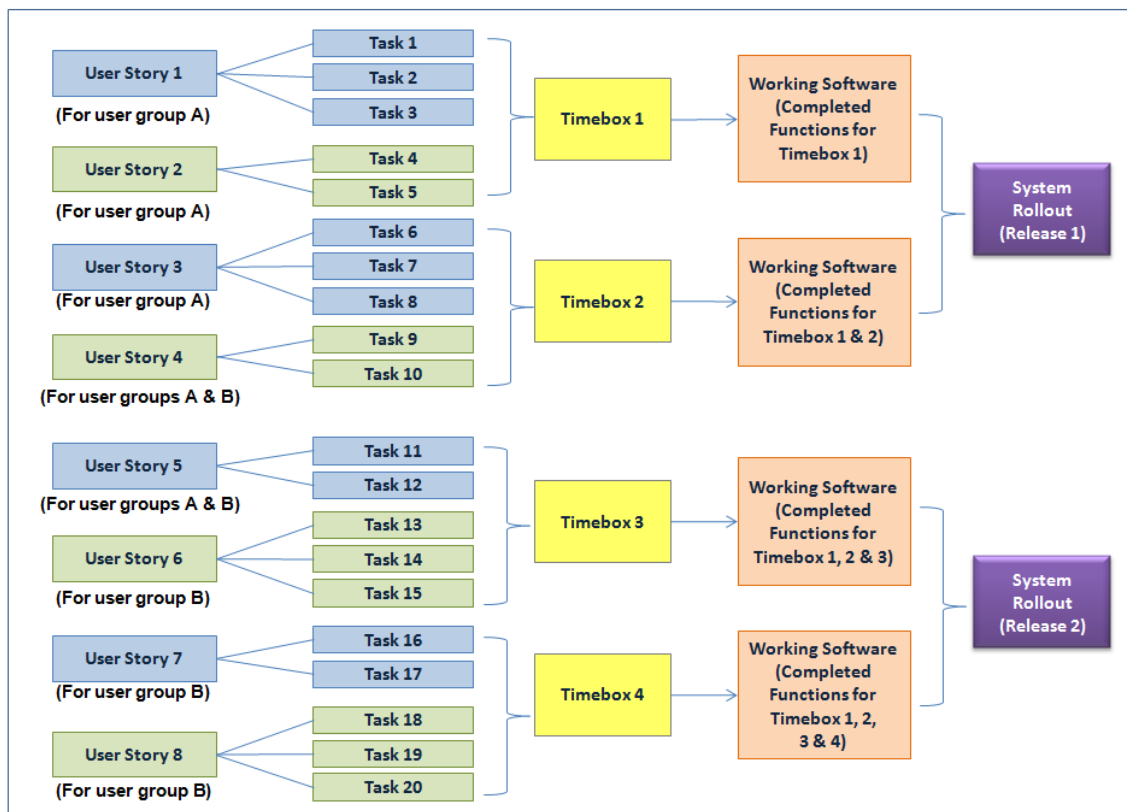 User Story 1
(For user group A)
Task 1
Task 2
Task 3
User Story 2
(For user group A)
Task 4
Task 5
Timebox 1
Working Software
(Completed
Functions for
Timebox 1)
User Story 3
(For user group A)
Task 6
Task 7
Task 8
User Story 4
(For user groups A & B)
Task 9
Task 10
Timebox 2
Working Software
(Completed
Functions for
Timebox 1 & 2)
System
Rollout
(Release 1)
User Story 5
(For user groups A & B)
Task 11
Task 12
User Story 6
(For user group B)
Task 13
Task 14
Task 15
Timebox 3
Working Software
(Completed
Functions for
Timebox 1, 2 & 3)
User Story 7
(For user group B)
Task 16
Task 17
User Story 8
(For user group B)
Task 18
Task 19
Task 20
Timebox 4
Working Software
(Completed
Functions for
Timebox 1, 2,
3 & 4)
System
Rollout
(Release 2)